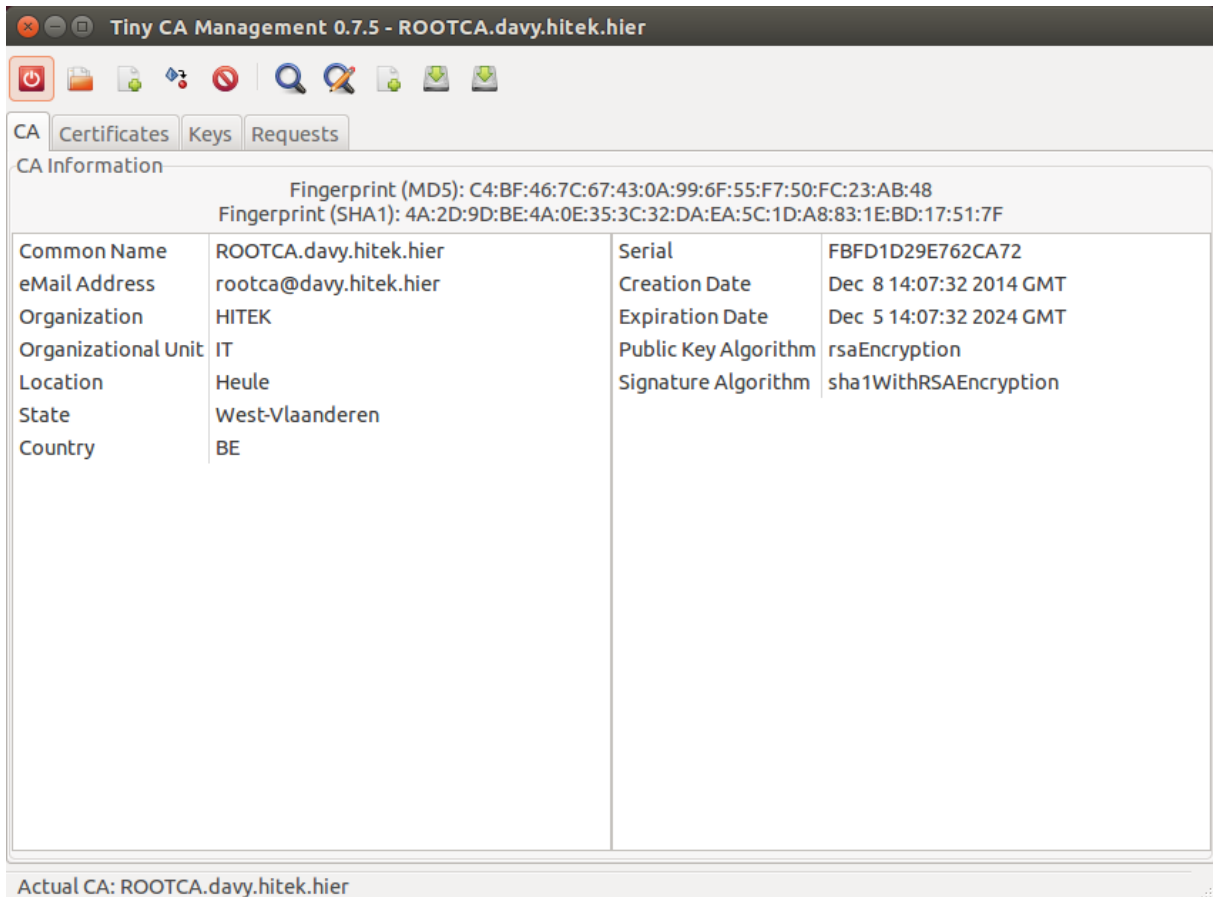 Tiny CA Management 0.7.5 - ROOTCA.davy.hitek.hier
CA Certificates Keys Requests
CA Information
Fingerprint (MD5): C4:BF:46:7C:67:43:0A:99:6F:55:F7:50:FC:23:AB:48
Fingerprint (SHA1): 4A:2D:9D:BE:4A:0E:35:3C:32:DA:EA:5C:1D:A8:83:1E:BD:17:51:7F
Common Name ROOTCA.davy.hitek.hier
eMail Address rootca@davy.hitek.hier
Organization HITEK
Organizational Unit IT
Location Heule
State West-Vlaanderen
Country BE
Serial FBFD1D29E762CA72
Creation Date Dec 8 14:07:32 2014 GMT
Expiration Date Dec 5 14:07:32 2024 GMT
Public Key Algorithm rsaEncryption
Signature Algorithm sha1WithRSAEncryption
Actual CA: ROOTCA.davy.hitek.hier